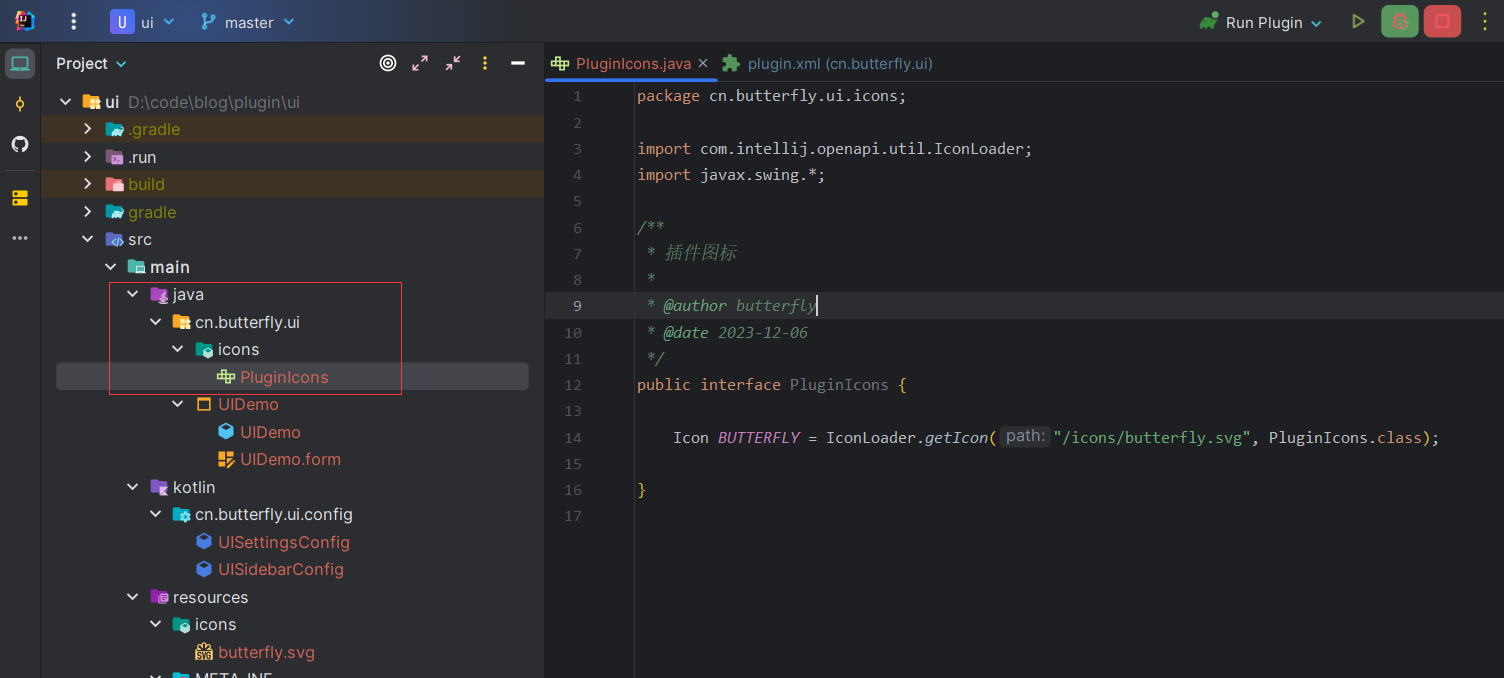 U ui master Run Plugin
Project
ui D:\code\blog\plugin\ui
.gradle
.run
build
gradle
src
main
java
cn.butterfly.ui
icons
PluginIcons
UIDemo
UIDemo
UIDemo.form
kotlin
cn.butterfly.ui.config
UISettingsConfig
UISidebarConfig
resources
icons
SVG butterfly.svg
META-INF
PluginIcons.java plugin.xml (cn.butterfly.ui)
1 package cn.butterfly.ui.icons;
2
3 import com.intellij.openapi.util.IconLoader;
4 import javax.swing.*;
5
6 /**
7 * 插件图标
8 *
9 * @author butterfly
10 * @date 2023-12-06
11 */
12 public interface PluginIcons {
13
14 Icon BUTTERFLY = IconLoader.getIcon( path: "/icons/butterfly.svg", PluginIcons.class);
15
16 }
17